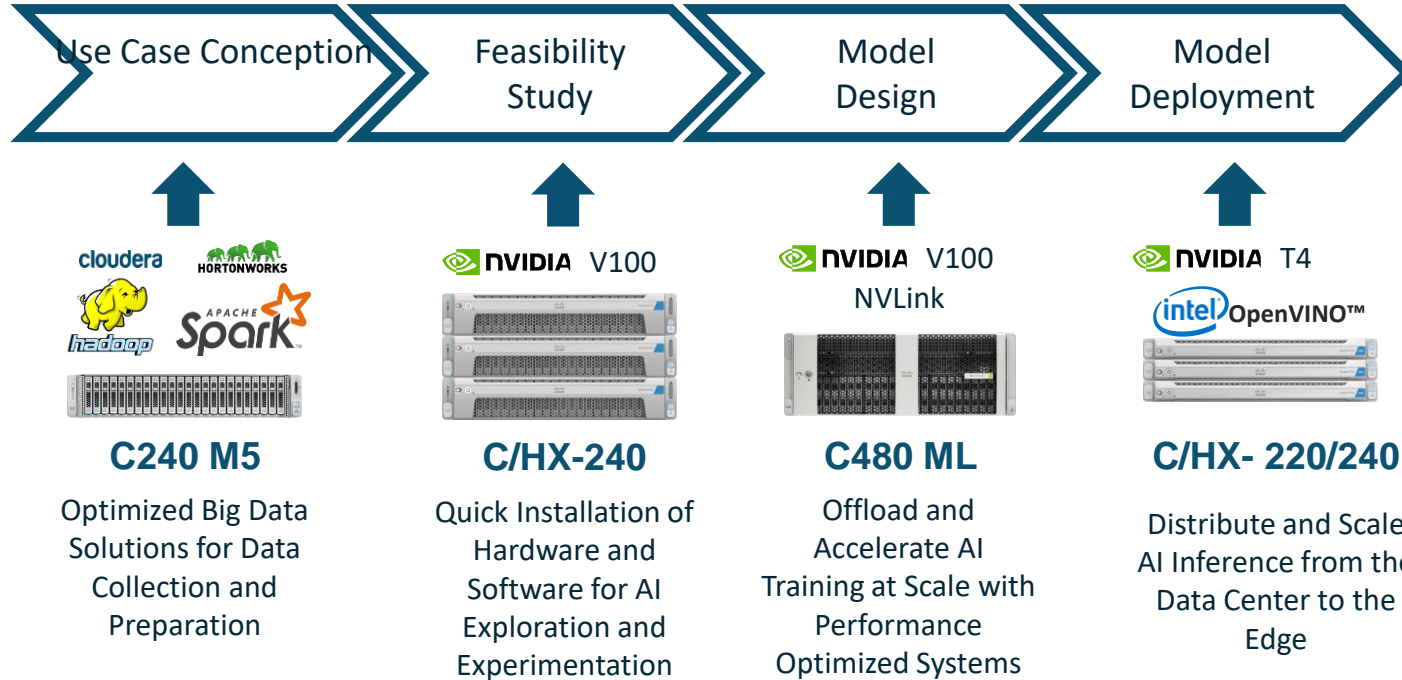 Use Case Conception
Feasibility
Study
Model
Design
Model
Deployment
cloudera
HORTONWORKS
hadoop
APACHE
Spark
C240 M5
Optimized Big Data
Solutions for Data
Collection and
Preparation
NVIDIA V100
C/HX-240
Quick Installation of
Hardware and
Software for AI
Exploration and
Experimentation
NVIDIA V100
NVLink
C480 ML
Offload and
Accelerate AI
Training at Scale with
Performance
Optimized Systems
NVIDIA T4
intel OpenVINO™
C/HX- 220/240
Distribute and Scale
AI Inference from the
Data Center to the
Edge